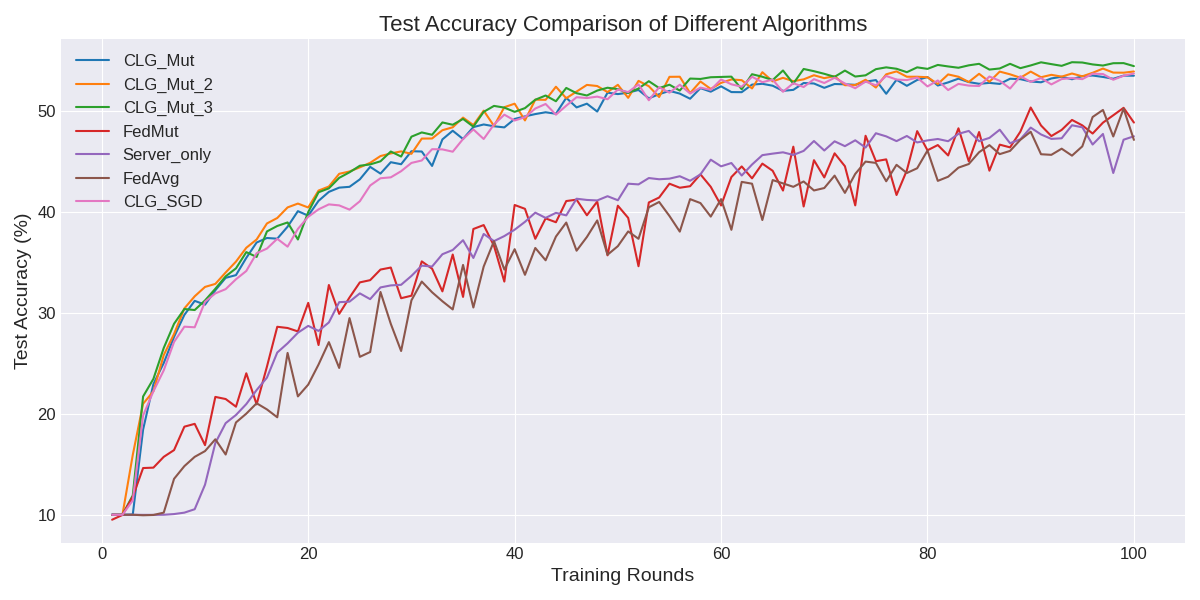 Test Accuracy Comparison of Different Algorithms
CLG_Mut
CLG_Mut_2
CLG_Mut_3
FedMut
Server_only
FedAvg
CLG_SGD
Test Accuracy (%)
50
40
30
20
10
0 20 40 60 80 100
Training Rounds